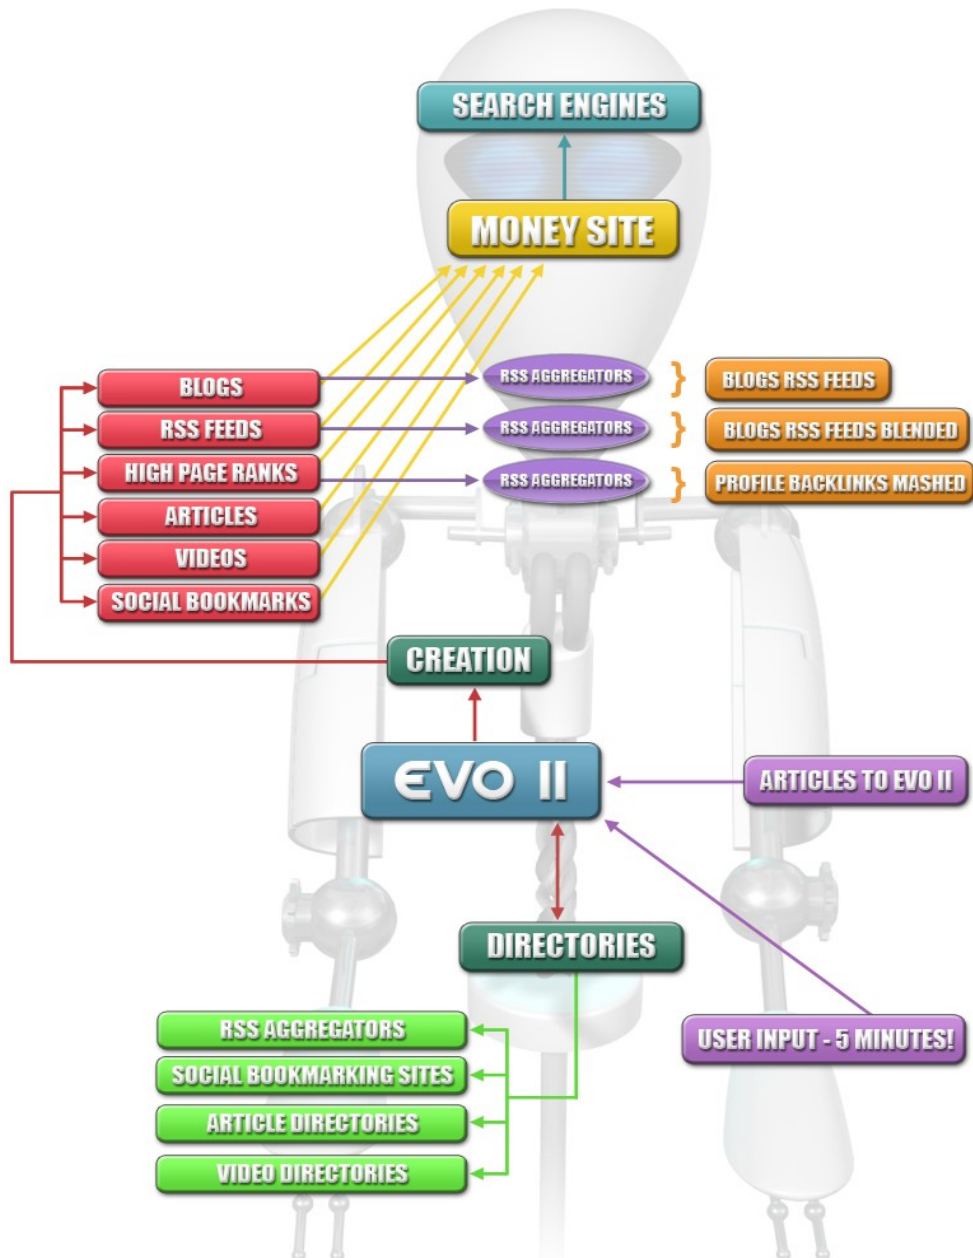 SEARCH ENGINES
MONEY SITE
BLOGS
RSS AGGREGATORS
BLOGS RSS FEEDS
RSS FEEDS
RSS AGGREGATORS
BLOGS RSS FEEDS BLENDED
HIGH PAGE RANKS
RSS AGGREGATORS
PROFILE BACKLINKS MASHED
ARTICLES
VIDEOS
SOCIAL BOOKMARKS
CREATION
EVO II
ARTICLES TO EVO II
DIRECTORIES
RSS AGGREGATORS
USER INPUT - 5 MINUTES!
SOCIAL BOOKMARKING SITES
ARTICLE DIRECTORIES
VIDEO DIRECTORIES